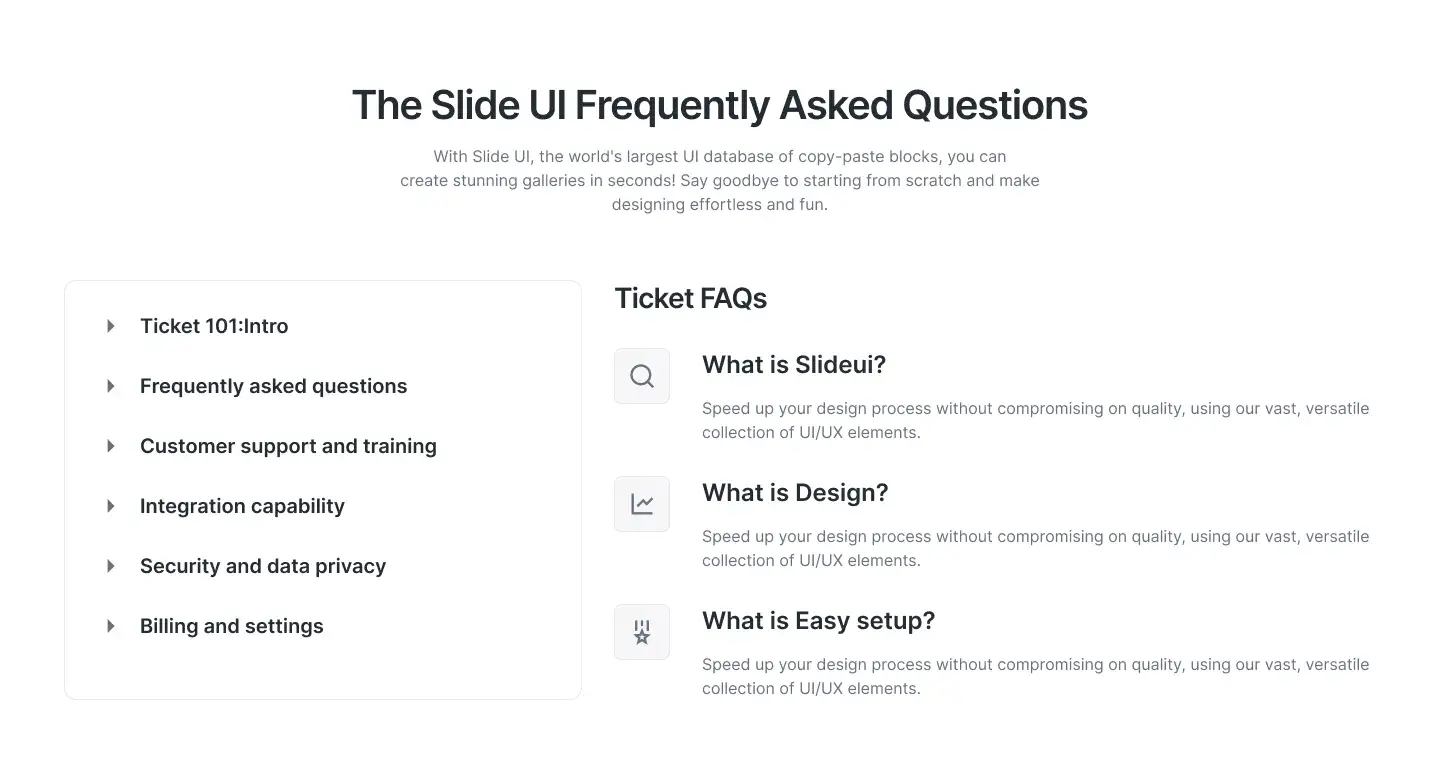 The Slide UI Frequently Asked Questions
With Slide UI, the world's largest UI database of copy-paste blocks, you can
create stunning galleries in seconds! Say goodbye to starting from scratch and make
designing effortless and fun.
Ticket 101:Intro
Frequently asked questions
Customer support and training
Integration capability
Security and data privacy
Billing and settings
Ticket FAQs
What is Slideui?
Speed up your design process without compromising on quality, using our vast, versatile
collection of UI/UX elements.
What is Design?
Speed up your design process without compromising on quality, using our vast, versatile
collection of UI/UX elements.
What is Easy setup?
Speed up your design process without compromising on quality, using our vast, versatile
collection of UI/UX elements.